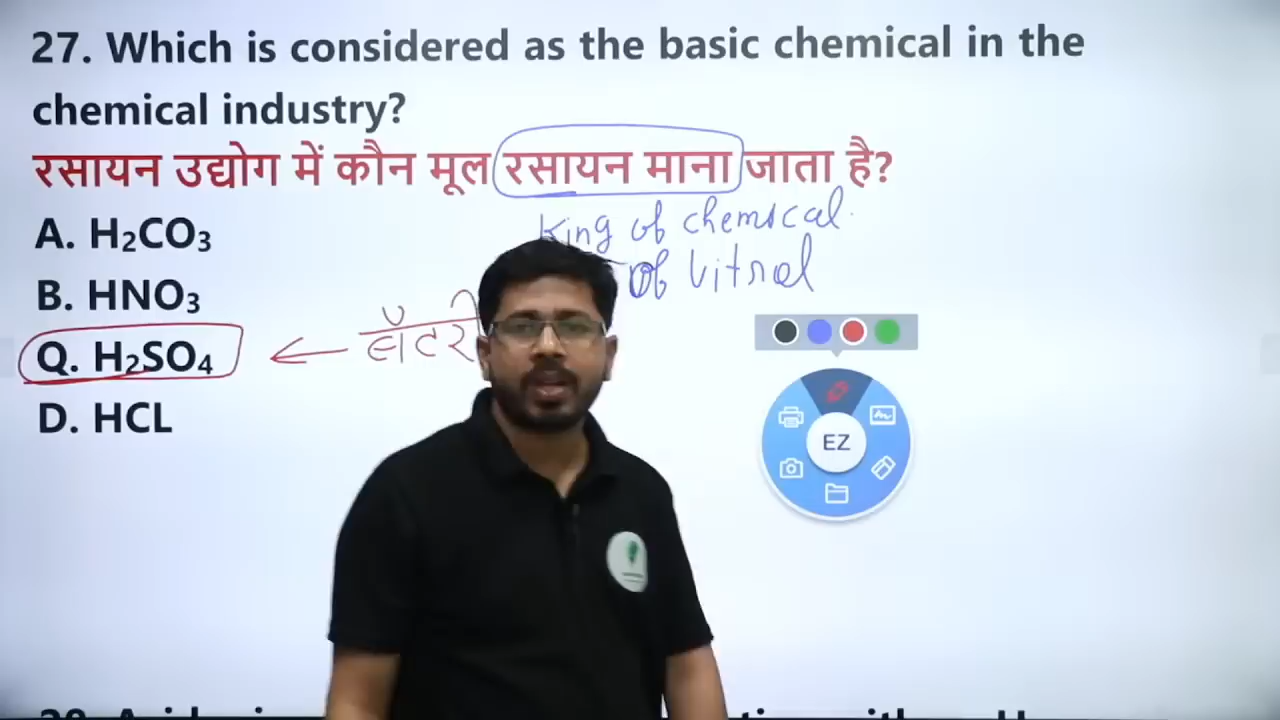 27. Which is considered as the basic chemical in the
chemical industry?
रसायन उद्योग में कौन मूल रसायन माना जाता है?
King of chemical
A. H₂CO₃
of Vitral
B. HNO₃
Q. H₂SO₄
D. HCL
EZ